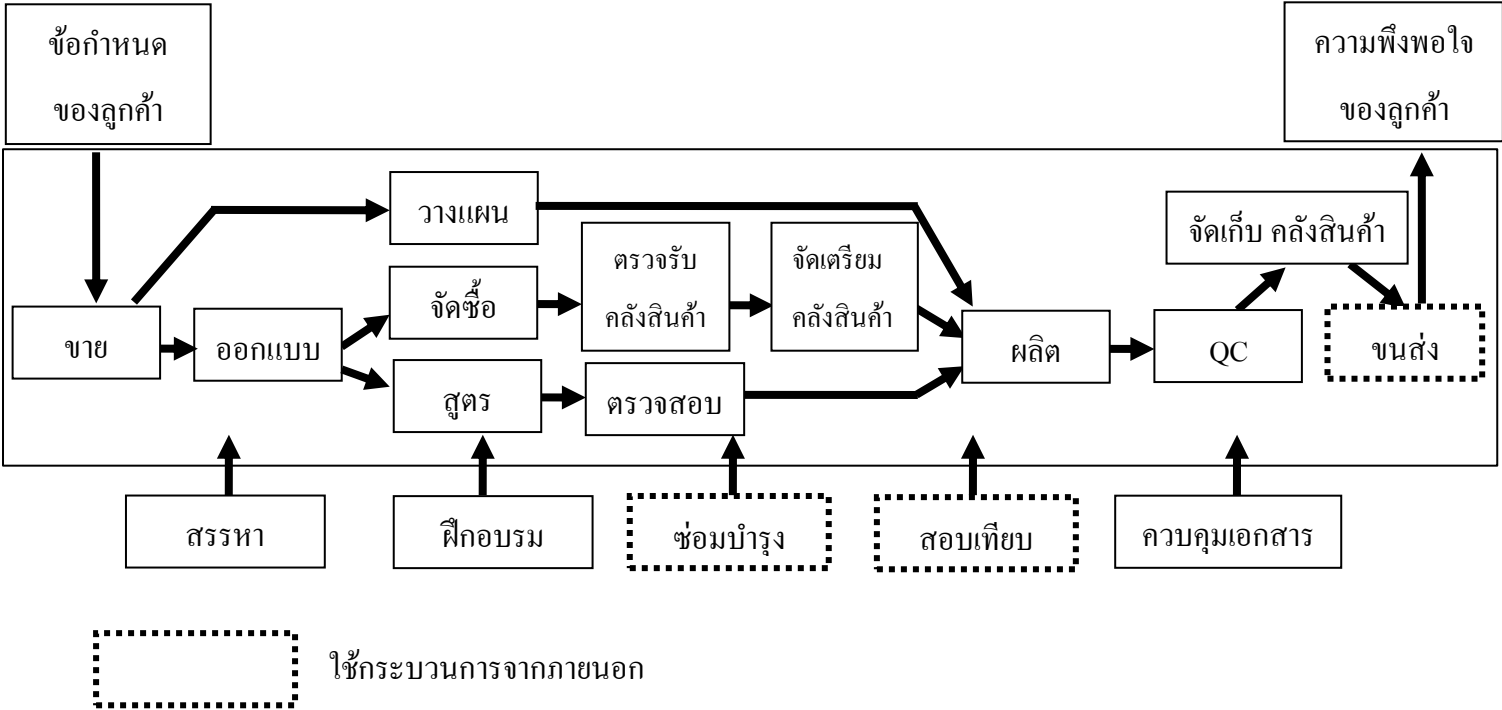 ข้อกำหนด
ของลูกค้า
ความพึงพอใจ
ของลูกค้า
วางแผน
จัดเก็บ คลังสินค้า
ตรวจรับ
คลังสินค้า
จัดเตรียม
คลังสินค้า
จัดซื้อ
ขาย
ออกแบบ
ผลิต
QC
ขนส่ง
สูตร
ตรวจสอบ
สรรหา
ฝึกอบรม
ซ่อมบำรุง
สอบเทียบ
ควบคุมเอกสาร
ใช้กระบวนการจากภายนอก